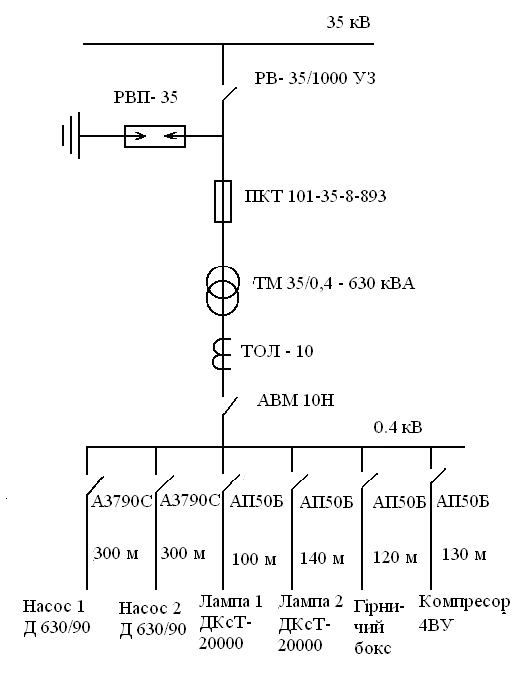 35 кВ
РВ- 35/1000 УЗ
РВП- 35
ПКТ 101-35-8-893
ТМ 35/0,4 - 630 кВА
ТОЛ - 10
АВМ 10Н
0.4 кВ
А3790С А3790С АП50Б АП50Б АП50Б АП50Б
300 м 300 м 100 м 140 м 120 м 130 м
Насос 1
Д 630/90
Насос 2
Д 630/90
Лампа 1
ДКсТ-
20000
Лампа 2
ДКсТ-
20000
Гірни-
чий
бокс
Компресор
4ВУ